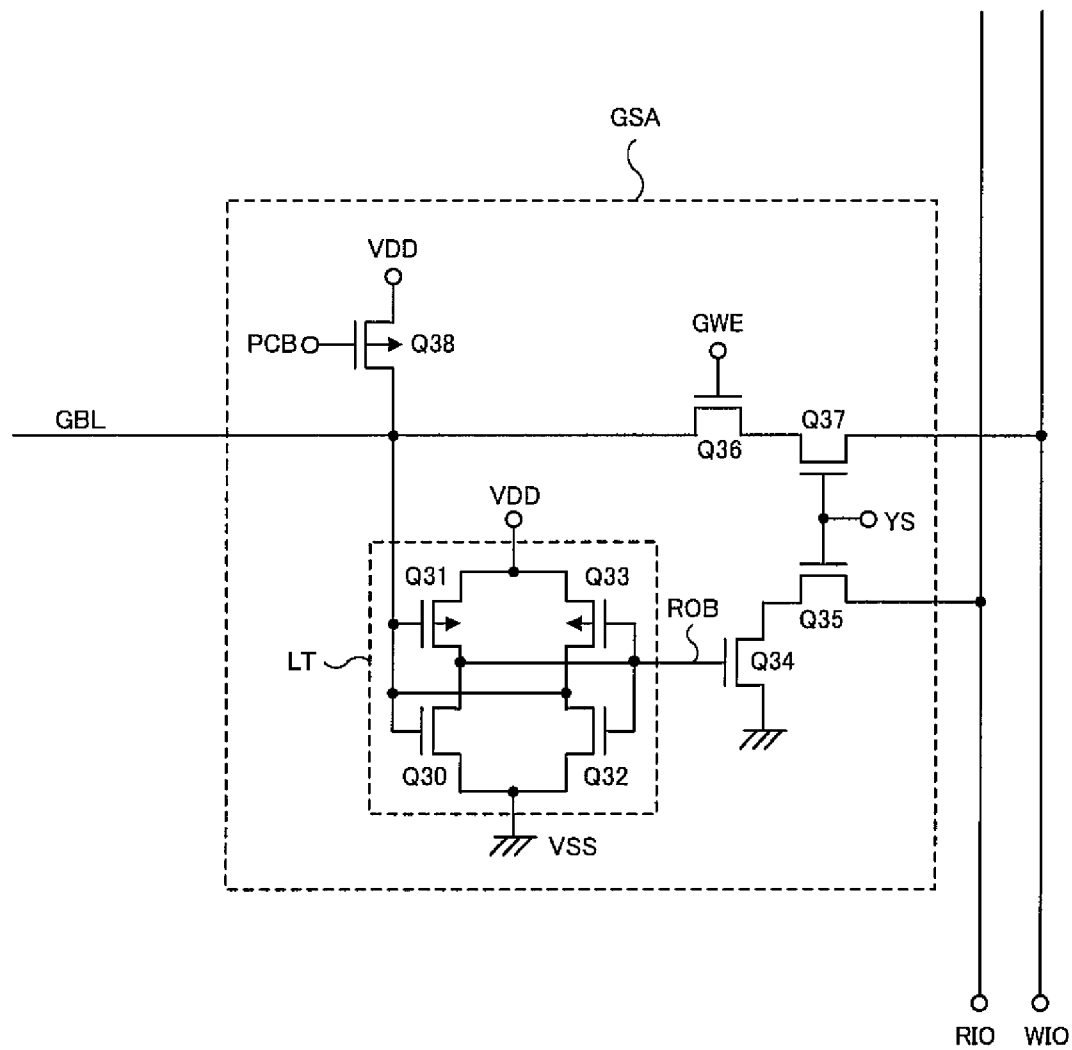 GSA
VDD
PCB
Q38
GWE
GBL
Q37
Q36
VDD
YS
Q31
Q33
ROB
Q35
LT
Q34
Q30
Q32
VSS
RIO
WIO